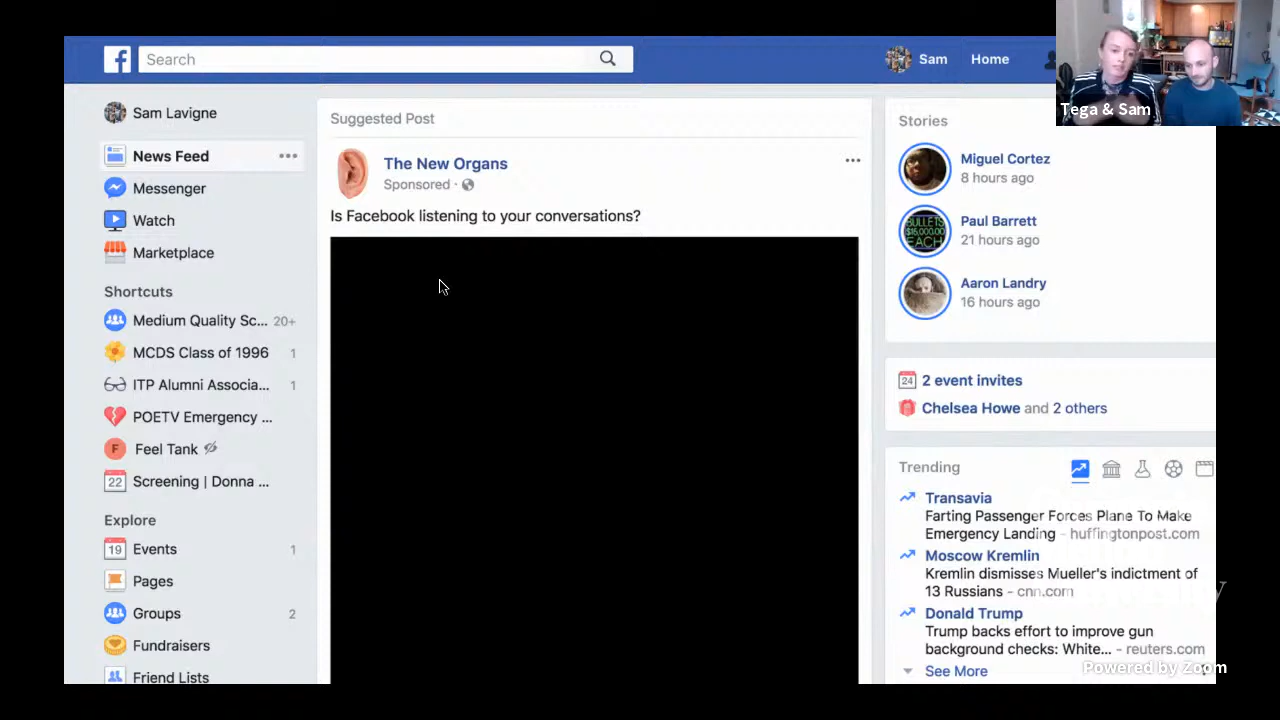 Search
Sam
Home
Tega & Sam
Sam Lavigne
News Feed
Messenger
Watch
Marketplace
Shortcuts
Medium Quality Sc... 20+
MCDS Class of 1996 1
ITP Alumni Associa... 1
POETV Emergency ...
F Feel Tank
22 Screening | Donna ...
Explore
19 Events 1
Pages
Groups 2
Fundraisers
Friend Lists
Suggested Post
The New Organs
Sponsored ·
Is Facebook listening to your conversations?
Stories
Miguel Cortez
8 hours ago
BULLETS
$15,000.00
EACH
Paul Barrett
21 hours ago
Aaron Landry
16 hours ago
24 2 event invites
Chelsea Howe and 2 others
Trending
Transavia
Farting Passenger Forces Plane To Make
Emergency Landing - huffingtonpost.com
Moscow Kremlin
Kremlin dismisses Mueller's indictment of
13 Russians - cnn.com
Donald Trump
Trump backs effort to improve gun
background checks: White... - reuters.com
See More
Powered by Zoom